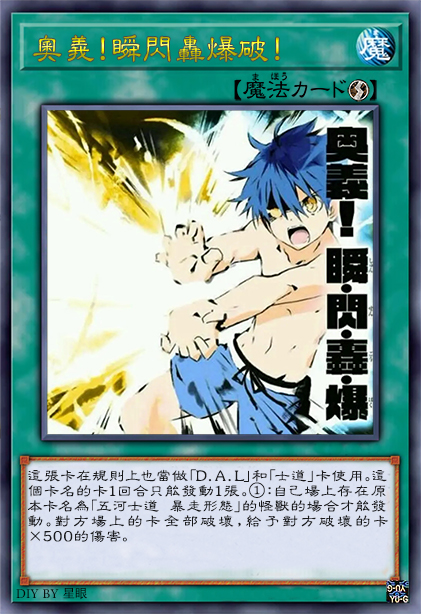 奥義!瞬閃轟爆破!
魔
【魔法カード】
まほう
奥義!
瞬・閃・轟・爆
這張卡在規則上也當做「D.A.L」和「士道」卡使用。這
個卡名的卡1回合只能發動1張。①:自己場上存在原
本卡名為「五河士道 暴走形態」的怪獸的場合才能發
動。對方場上的卡全部破壞,給予對方破壞的卡
×500的傷害。
DIY BY 星眼
YU-G